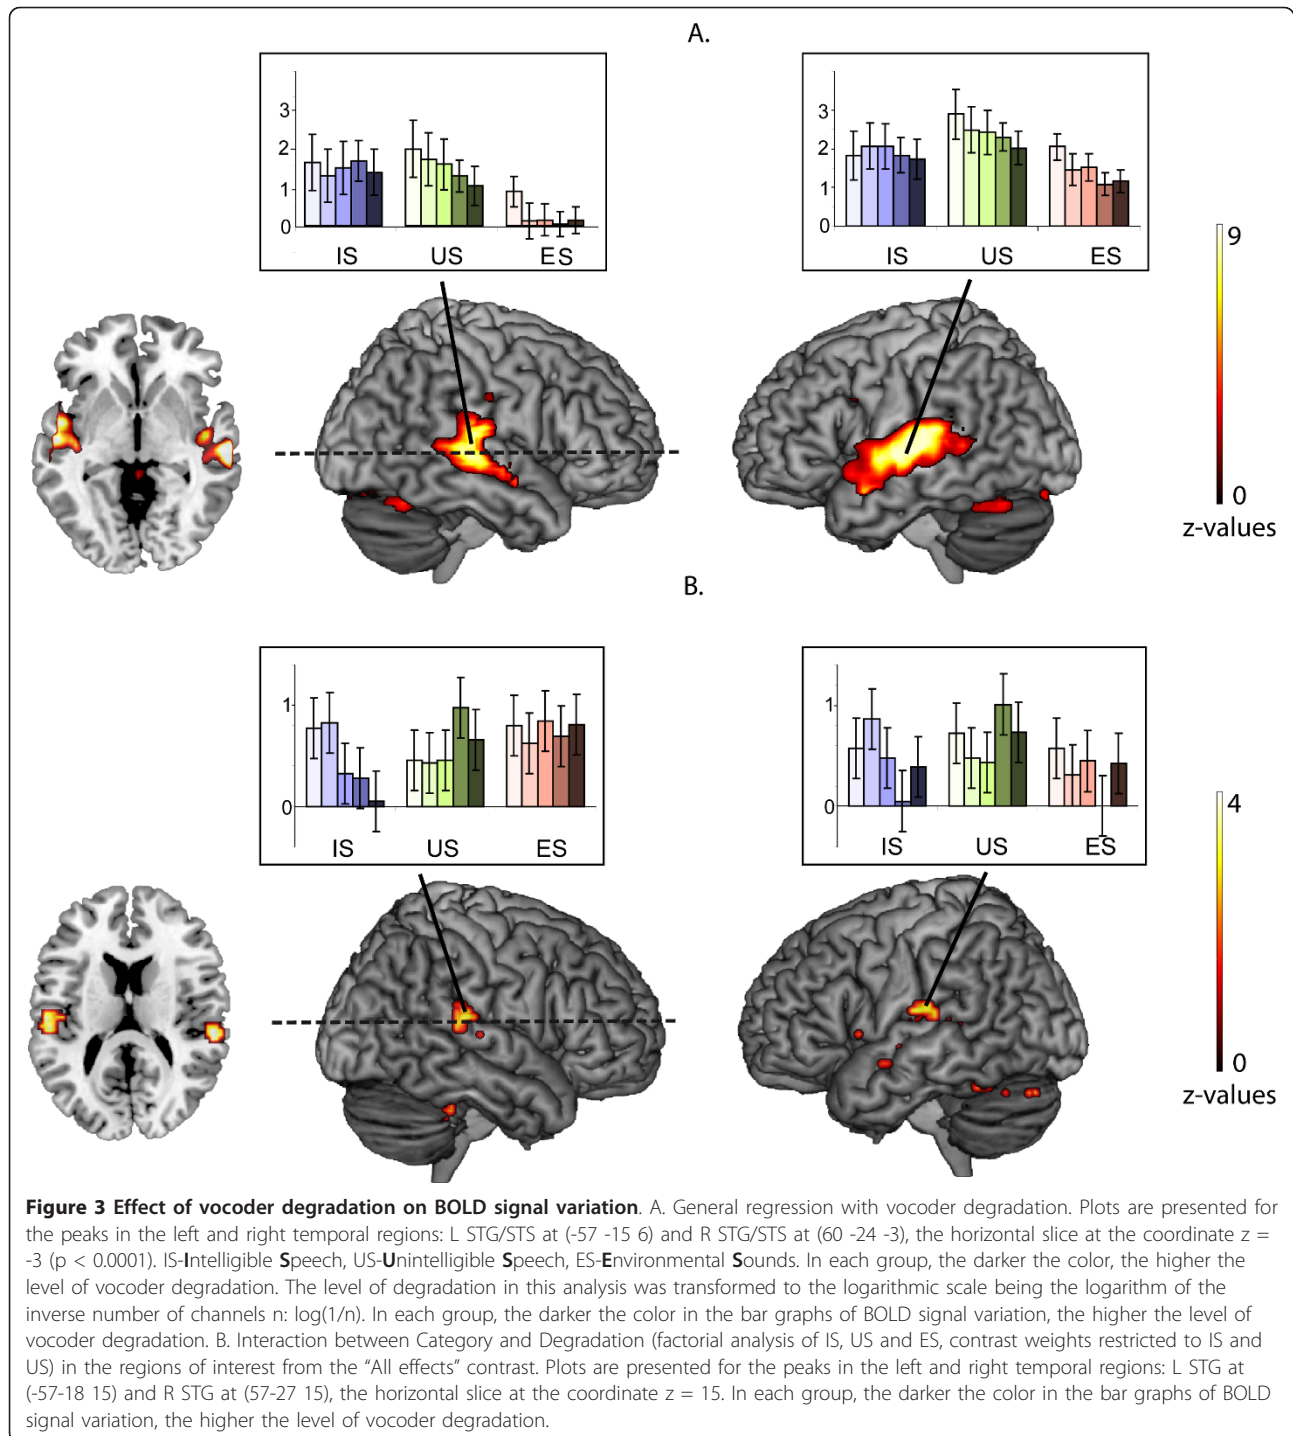 A.
3
2
1
0
IS
US
ES
3
2
1
0
IS
US
ES
9
0
z-values
B.
1
0
IS
US
ES
1
0
IS
US
ES
4
0
z-values
Figure 3 Effect of vocoder degradation on BOLD signal variation. A. General regression with vocoder degradation. Plots are presented for
the peaks in the left and right temporal regions: L STG/STS at (-57 -15 6) and R STG/STS at (60 -24 -3), the horizontal slice at the coordinate z =
-3 (p < 0.0001). IS-Intelligible Speech, US-Unintelligible Speech, ES-Environmental Sounds. In each group, the darker the color, the higher the
level of vocoder degradation. The level of degradation in this analysis was transformed to the logarithmic scale being the logarithm of the
inverse number of channels n: log(1/n). In each group, the darker the color in the bar graphs of BOLD signal variation, the higher the level of
vocoder degradation. B. Interaction between Category and Degradation (factorial analysis of IS, US and ES, contrast weights restricted to IS and
US) in the regions of interest from the “All effects” contrast. Plots are presented for the peaks in the left and right temporal regions: L STG at
(-57-18 15) and R STG at (57-27 15), the horizontal slice at the coordinate z = 15. In each group, the darker the color in the bar graphs of BOLD
signal variation, the higher the level of vocoder degradation.